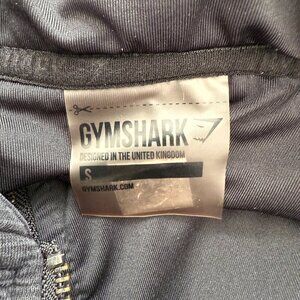 GYMSHARK
DESIGNED IN THE UNITED KINGDOM
S
GYMSHARK.COM